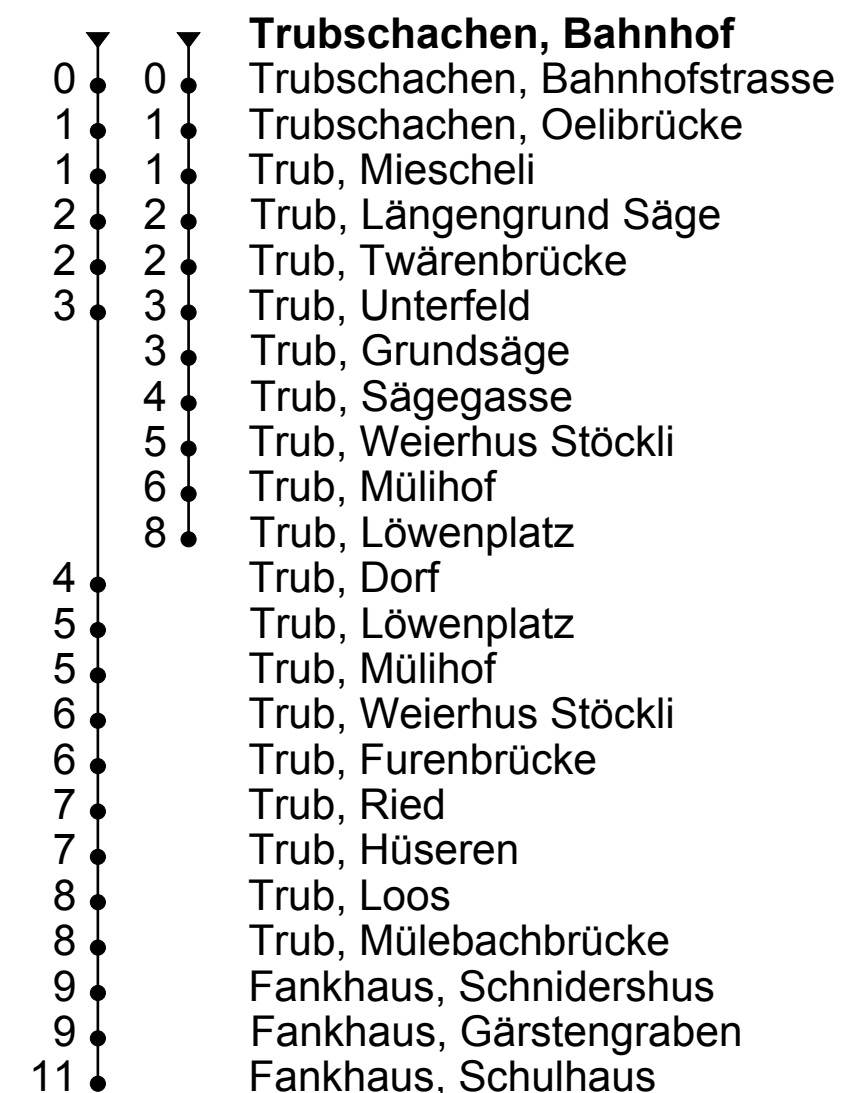 Trubschachen, Bahnhof
0 0 Trubschachen, Bahnhofstrasse
1 1 Trubschachen, Oelibrücke
1 1 Trub, Miescheli
2 2 Trub, Längengrund Säge
2 2 Trub, Twärenbrücke
3 3 Trub, Unterfeld
3 Trub, Grundsäge
4 Trub, Sägegasse
5 Trub, Weierhus Stöckli
6 Trub, Mülihof
8 Trub, Löwenplatz
4 Trub, Dorf
5 Trub, Löwenplatz
5 Trub, Mülihof
6 Trub, Weierhus Stöckli
6 Trub, Furenbrücke
7 Trub, Ried
7 Trub, Hüseren
8 Trub, Loos
8 Trub, Mülebachbrücke
9 Fankhaus, Schnidershus
9 Fankhaus, Gärstengraben
11 Fankhaus, Schulhaus